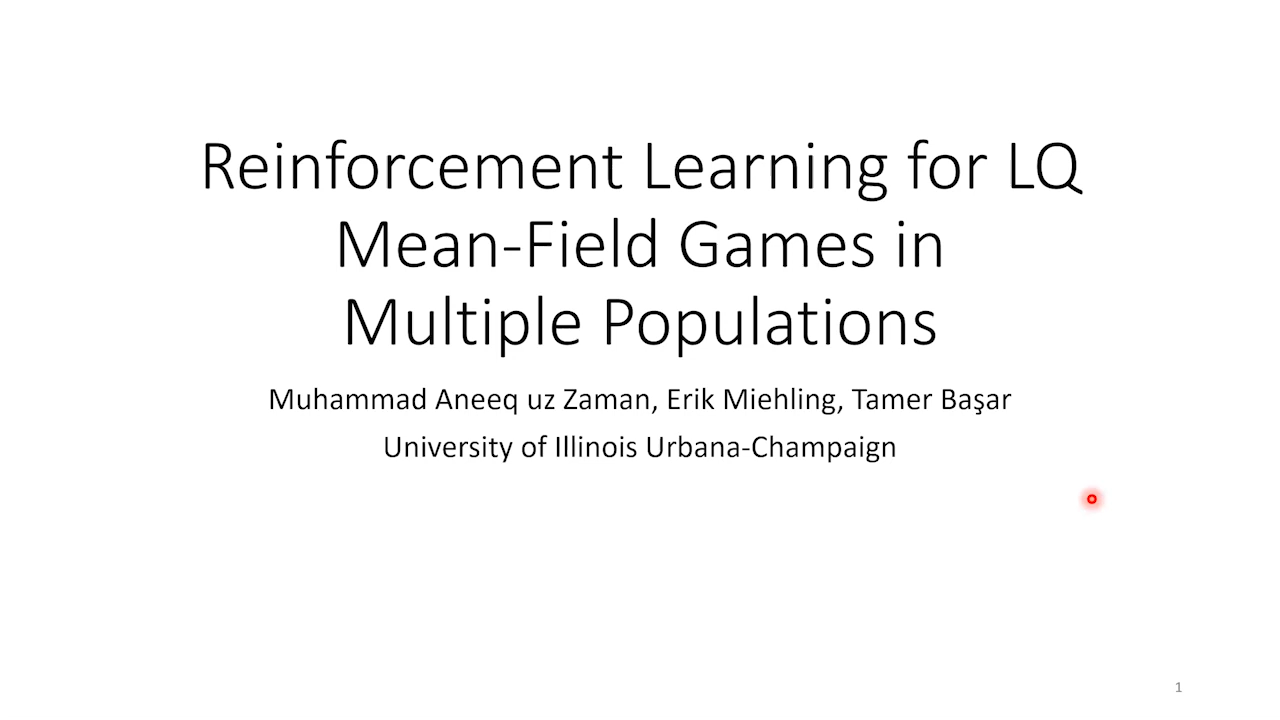 Reinforcement Learning for LQ
Mean-Field Games in
Multiple Populations
Muhammad Aneeq uz Zaman, Erik Miehling, Tamer Başar
University of Illinois Urbana-Champaign
1